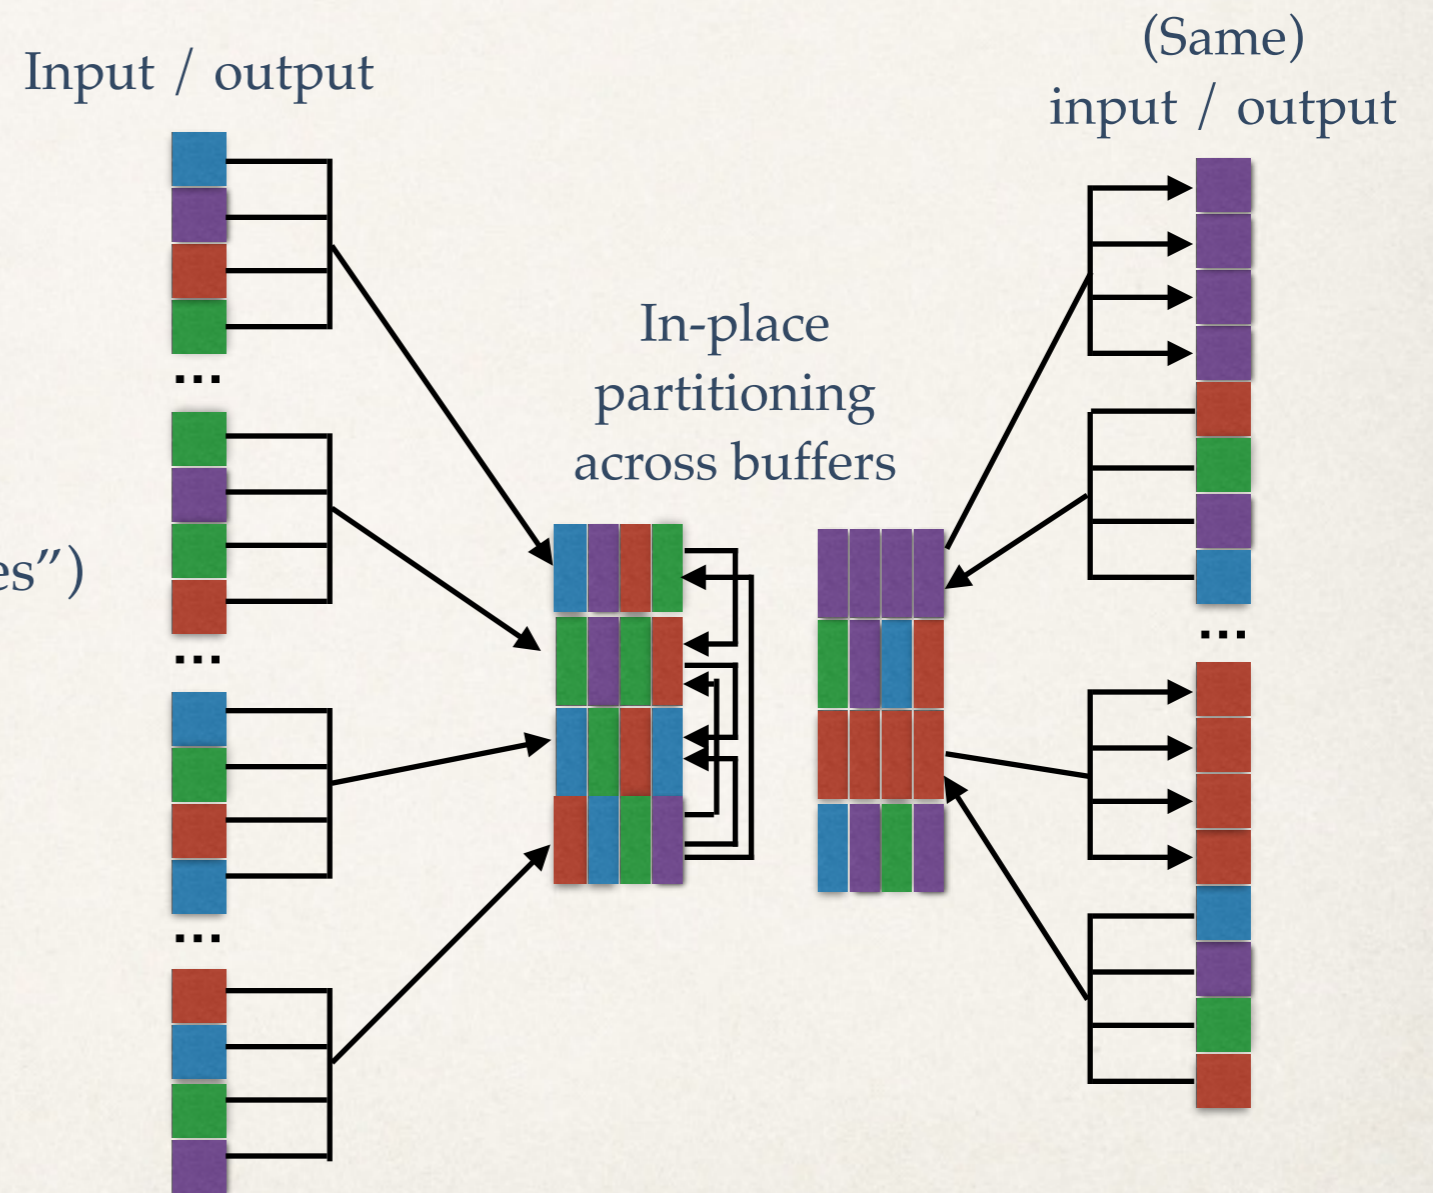 Input / output
(Same)
input / output
In-place
partitioning
across buffers
es”)
...
...
...
...